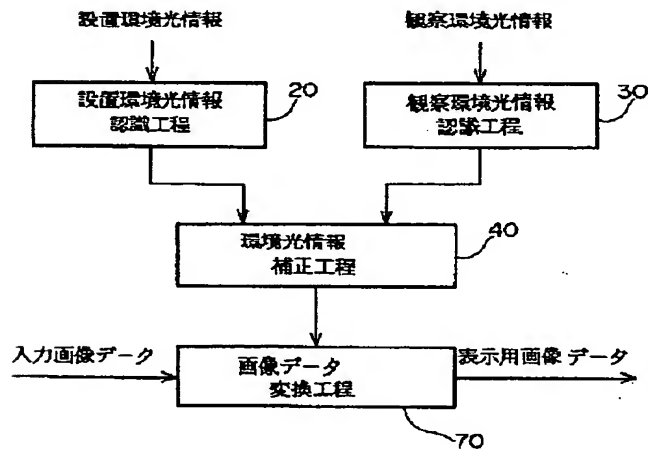 設置環境光情報
観察環境光情報
設置環境光情報
認識工程
20
観察環境光情報
認識工程
30
環境光情報
補正工程
40
入力画像データ
画像データ
変換工程
表示用画像データ
70